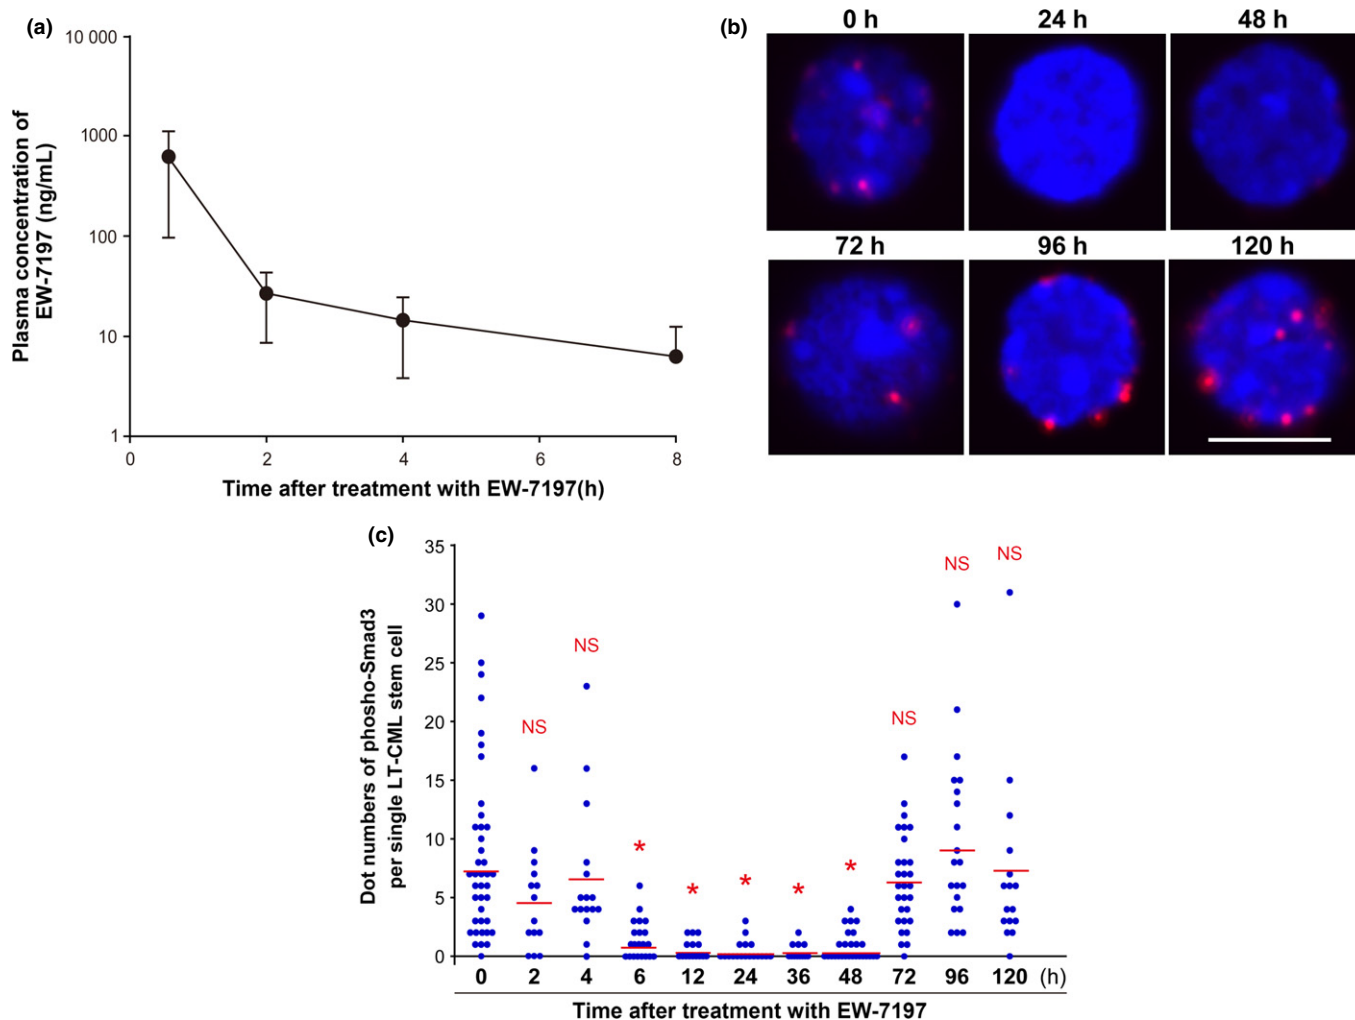 (a)
10 000
1000
100
10
1
0
2
4
6
8
Plasma concentration of
EW-7197 (ng/mL)
Time after treatment with EW-7197(h)
(b)
0 h
24 h
48 h
72 h
96 h
120 h
(c)
35
30
25
20
15
10
5
0
Dot numbers of phosho-Smad3
per single LT-CML stem cell
NS
NS
*
*
*
*
*
NS
NS
NS
0 2 4 6 12 24 36 48 72 96 120 (h)
Time after treatment with EW-7197